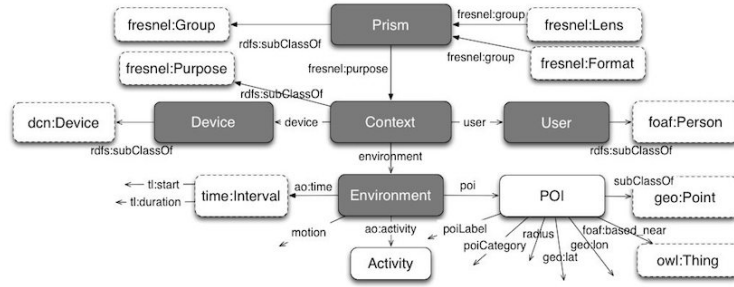 fresnel:Group
Prism
fresnel:group
fresnel:Lens
rdfs:subClassOf
fresnel:group
fresnel:Format
fresnel:Purpose
fresnel:purpose
rdfs:subClassOf
dcn:Device
Device
device
Context
user
User
foaf:Person
rdfs:subClassOf
rdfs:subClassOf
environment
tl:start
tl:duration
time:Interval
ao:time
Environment
poi
POI
subClassOf
geo:Point
motion
ao:activity
poiLabel
poiCategory
radius
geo:lat
geo:lon
foaf:based_near
Activity
owl:Thing